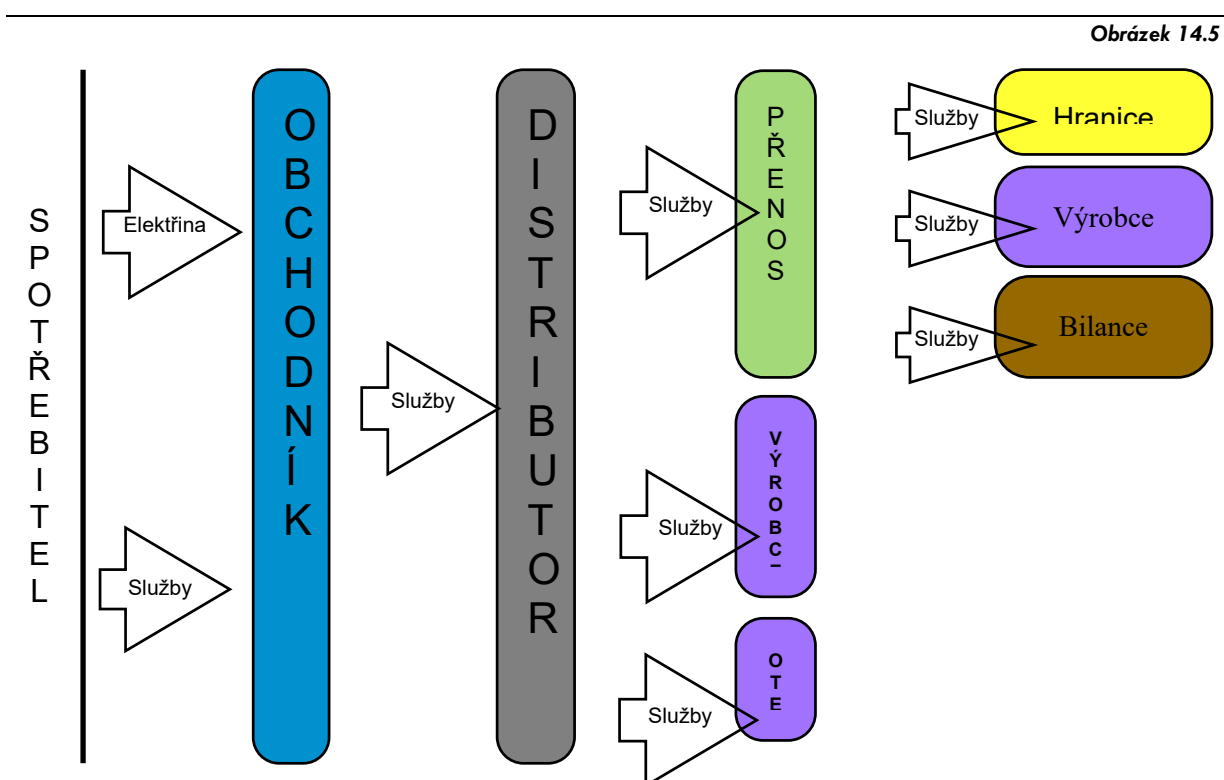 Obrázek 14.5
SPOTŘEBITEL
Elektřina
Služby
OBCHODNÍK
Služby
DISTRIBUTOR
Služby
Služby
Služby
PŘENOS
VÝROBC
OTE
Služby
Hranice
Služby
Výrobce
Služby
Bilance